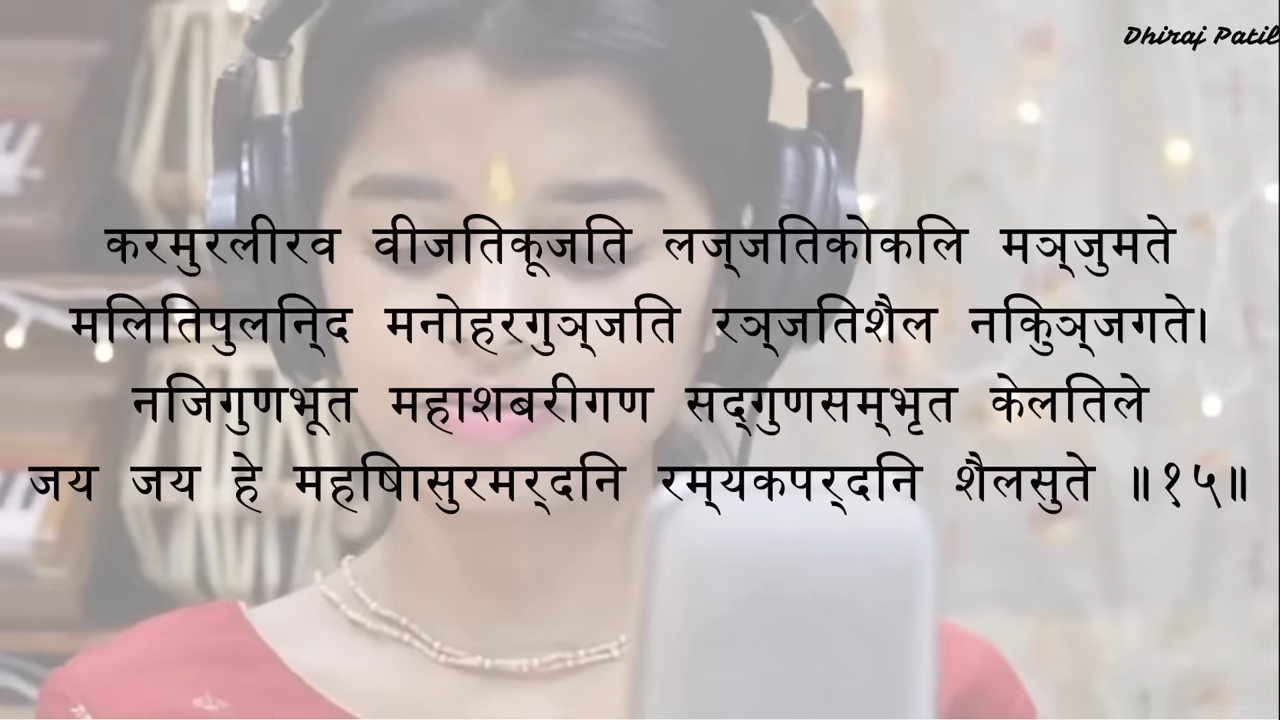 Dhiraj Patil
करमुरलीरव वीजतिकूजति लज्जतिकोकलि मञ्जुमते
मलितिपुलनि्द मनोहरगुञ्जति रञ्जतिशैल नकिुञ्जगते।
नजिगुणभूत महाशबरीगण सद्गुणसम्भृत केलतिले
जय जय हे महषिासुरमर्दनि रम्यकपर्दनि शैलसुते ॥१५॥